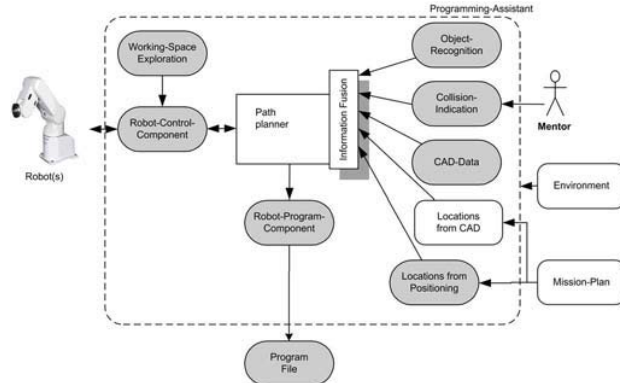 Programming-Assistant
Working-Space
Exploration
Object-
Recognition
Robot-Control-
Component
Path
planner
Information Fusion
Collision-
Indication
Mentor
Robot(s)
CAD-Data
Environment
Robot-Program-
Component
Locations
from CAD
Locations from
Positioning
Mission-Plan
Program
File